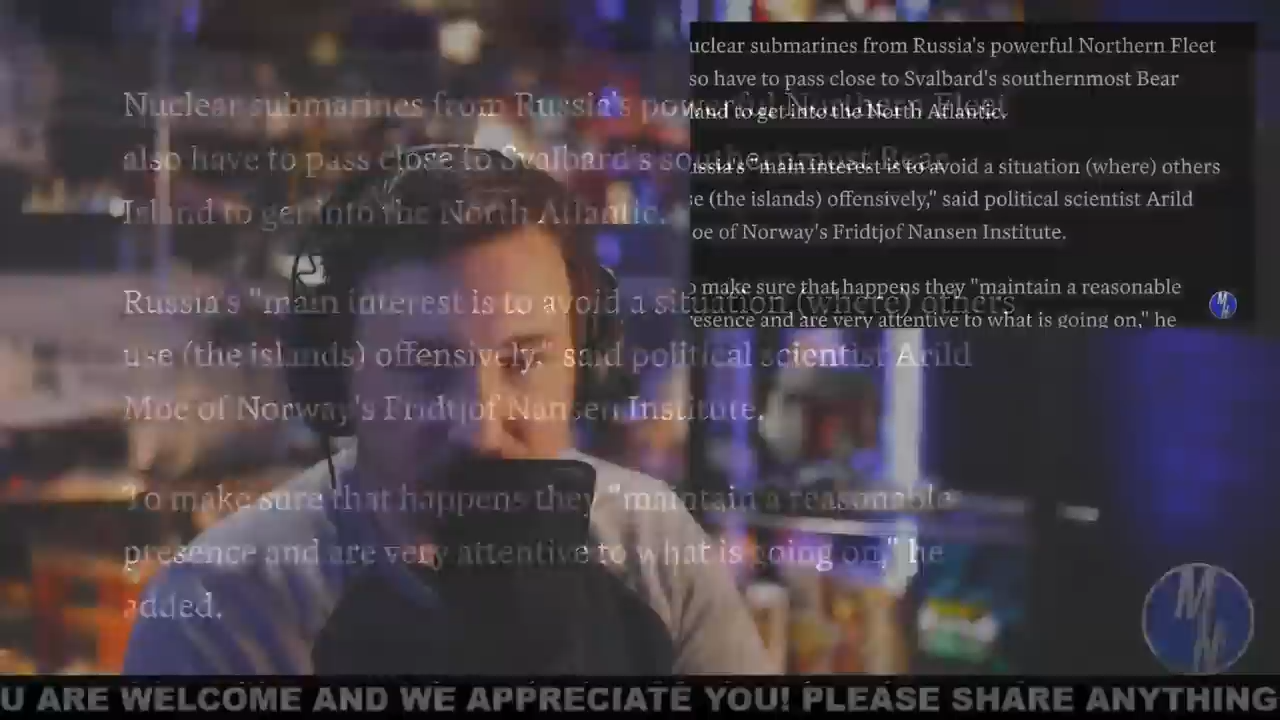 Nuclear submarines from Russia's powerful Northern Fleet
also have to pass close to Svalbard's southernmost Bear
Island to get into the North Atlantic.
Russia's "main interest is to avoid a situation (where) others
use (the islands) offensively," said political scientist Arild
Moe of Norway's Fridtjof Nansen Institute.
To make sure that happens they "maintain a reasonable
presence and are very attentive to what is going on," he
added.
uclear submarines from Russia's powerful Northern Fleet
so have to pass close to Svalbard's southernmost Bear
land to get into the North Atlantic.
ussia's "main interest is to avoid a situation (where) others
se (the islands) offensively," said political scientist Arild
oe of Norway's Fridtjof Nansen Institute.
o make sure that happens they "maintain a reasonable
resence and are very attentive to what is going on," he
U ARE WELCOME AND WE APPRECIATE YOU! PLEASE SHARE ANYTHING